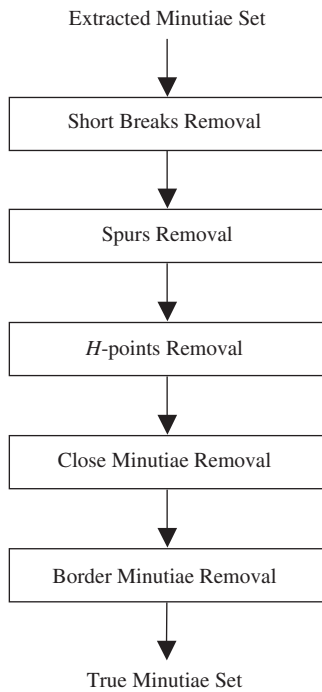 Extracted Minutiae Set
Short Breaks Removal
Spurs Removal
H-points Removal
Close Minutiae Removal
Border Minutiae Removal
True Minutiae Set